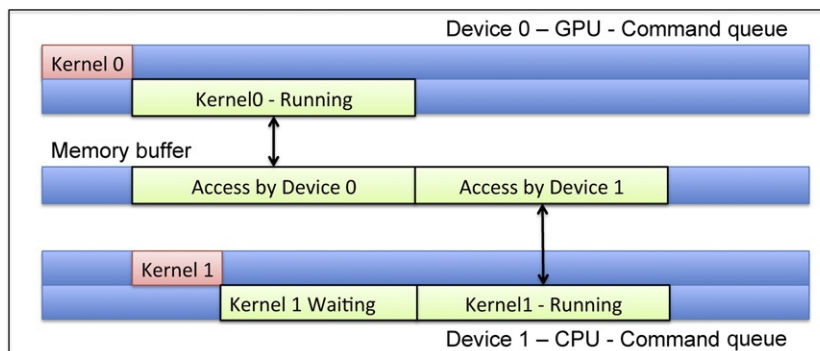 Device 0 – GPU - Command queue
Kernel 0
Kernel0 - Running
Memory buffer
Access by Device 0 Access by Device 1
Kernel 1
Kernel 1 Waiting Kernel1 - Running
Device 1 – CPU - Command queue